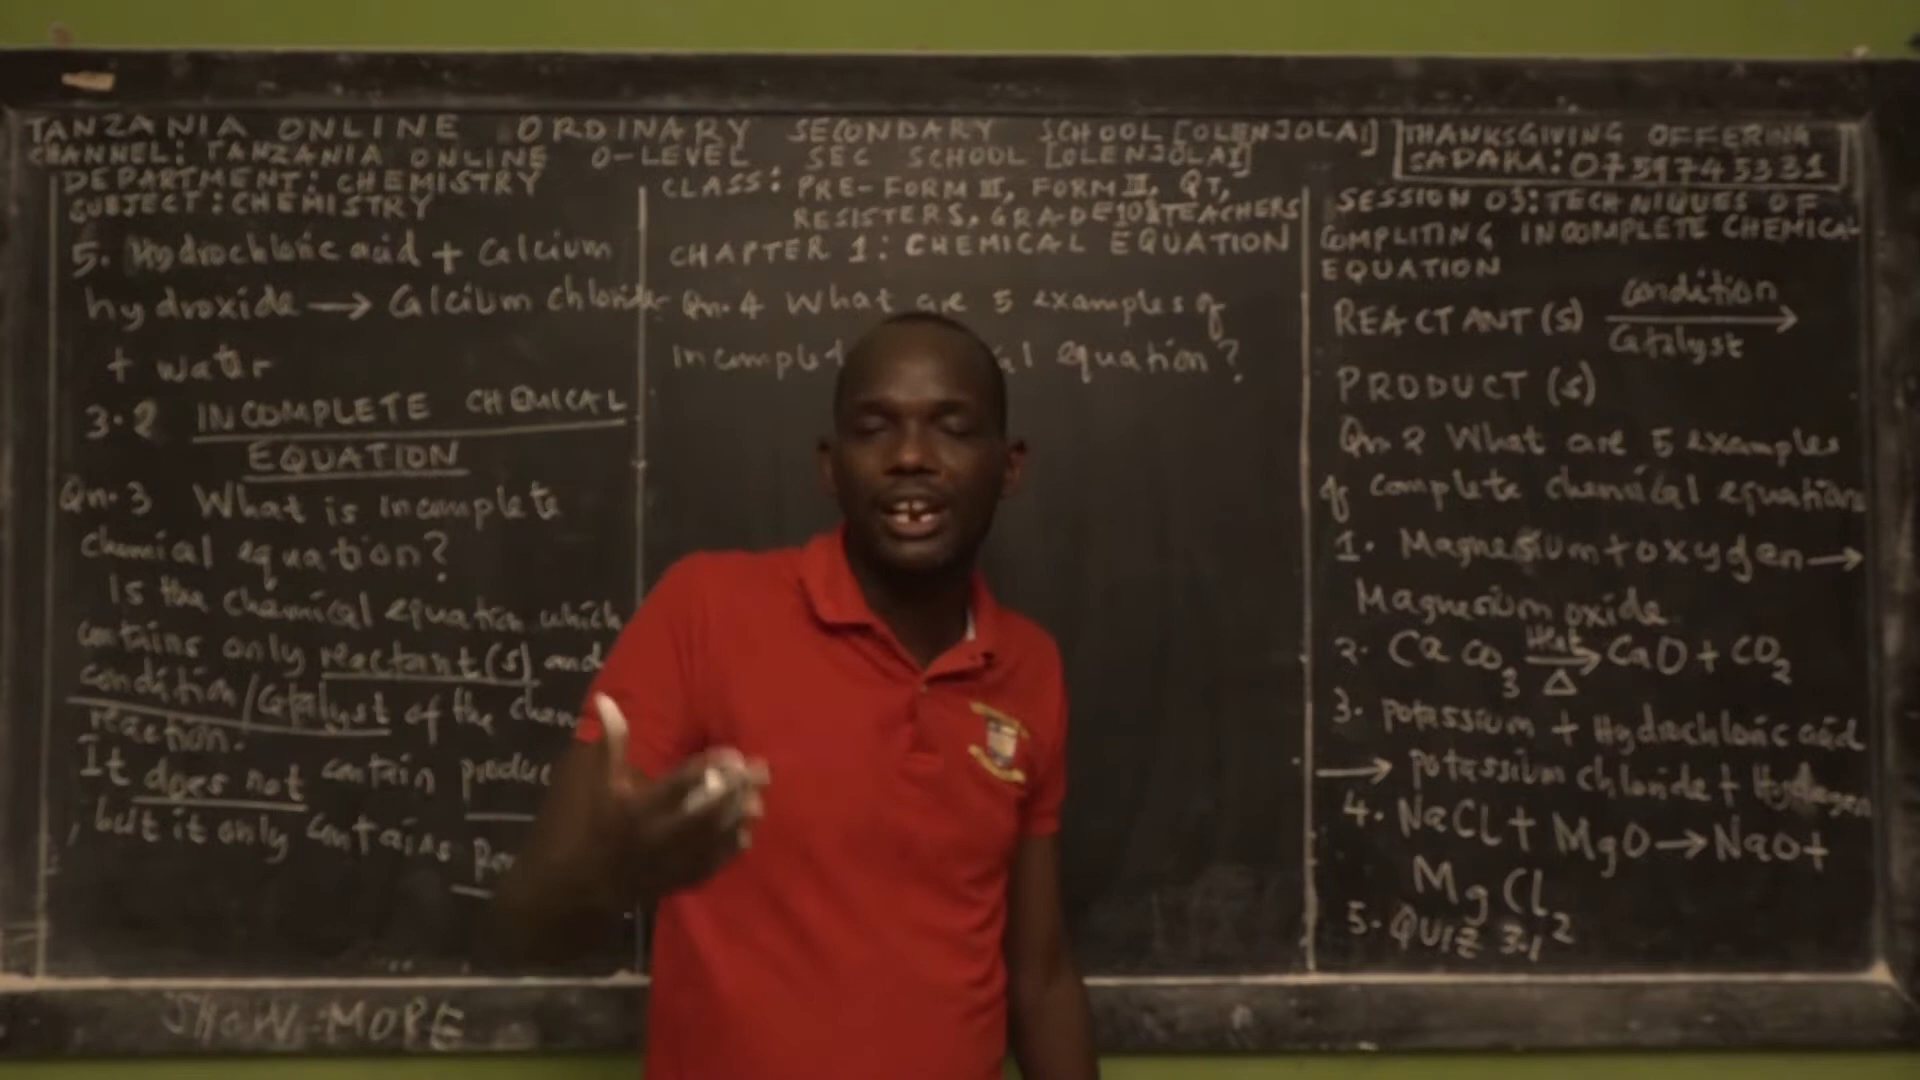 TANZANIA ONLINE ORDINARY SECONDARY SCHOOL [OLENJOLAI]
CHANNEL: TANZANIA ONLINE O-LEVEL SEC SCHOOL [OLENJOLAI]
THANKSGIVING OFFERING
SADAKA: 0759745331
DEPARTMENT: CHEMISTRY
SUBJECT: CHEMISTRY
5. Hydrochloric acid + Calcium
hydroxide → Calcium chloride
+ water
3.2 INCOMPLETE CHEMICAL
EQUATION
Qn.3 What is incomplete
chemial equation?
Is the chemical equation which
contains only reactant(s) and
condition/Catalyst of the chem
reaction.
It does not contain produc
, but it only contains
SHOW MORE
CLASS: PRE-FORM III, FORM III, QT,
RESISTERS, GRADE 10 & TEACHERS
CHAPTER 1: CHEMICAL EQUATION
Qn.4 What are 5 examples of
equation?
SESSION 03: TECHNIQUES OF
COMPLITING INCOMPLETE CHEMICAL
EQUATION
REACTANT(S) condition → Catalyst
PRODUCT (s)
Qn.2 What are 5 examples
of complete chemical equations
1. Magnesium + oxygen →
Magnesium oxide
2. CaCO3 Heat → Δ CaO + CO2
3. potassium + Hydrochloric acid
→ potassium chloride + Hydrogen
4. NaCl + MgO → NaO +
MgCl2
5. QUIZ 3.1